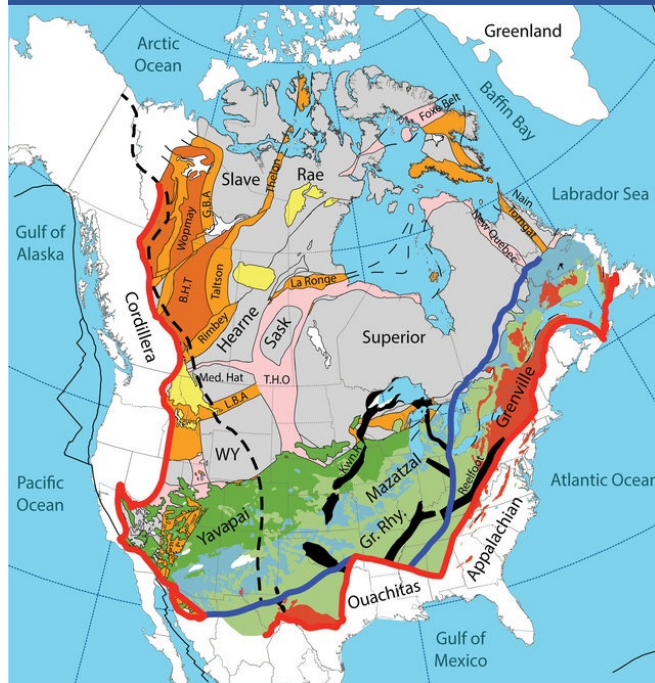 Greenland
Arctic
Ocean
Baffin Bay
Foxe Belt
Slave
Rae
Thelon
G.B.A
Wopmay
Nain
Torngat
Labrador Sea
New Quebec
Gulf of
Alaska
B.H.T
Taltson
La Ronge
Cordillera
Rimbey
Hearne
Sask
Superior
Med. Hat
T.H.O
L.B.A
Grenville
WY
Kwn.R
Pacific
Ocean
Mazatzal
Reelfoot
Atlantic Ocean
Yavapai
Gr. Rhy.
Appalachian
Ouachitas
Gulf of
Mexico